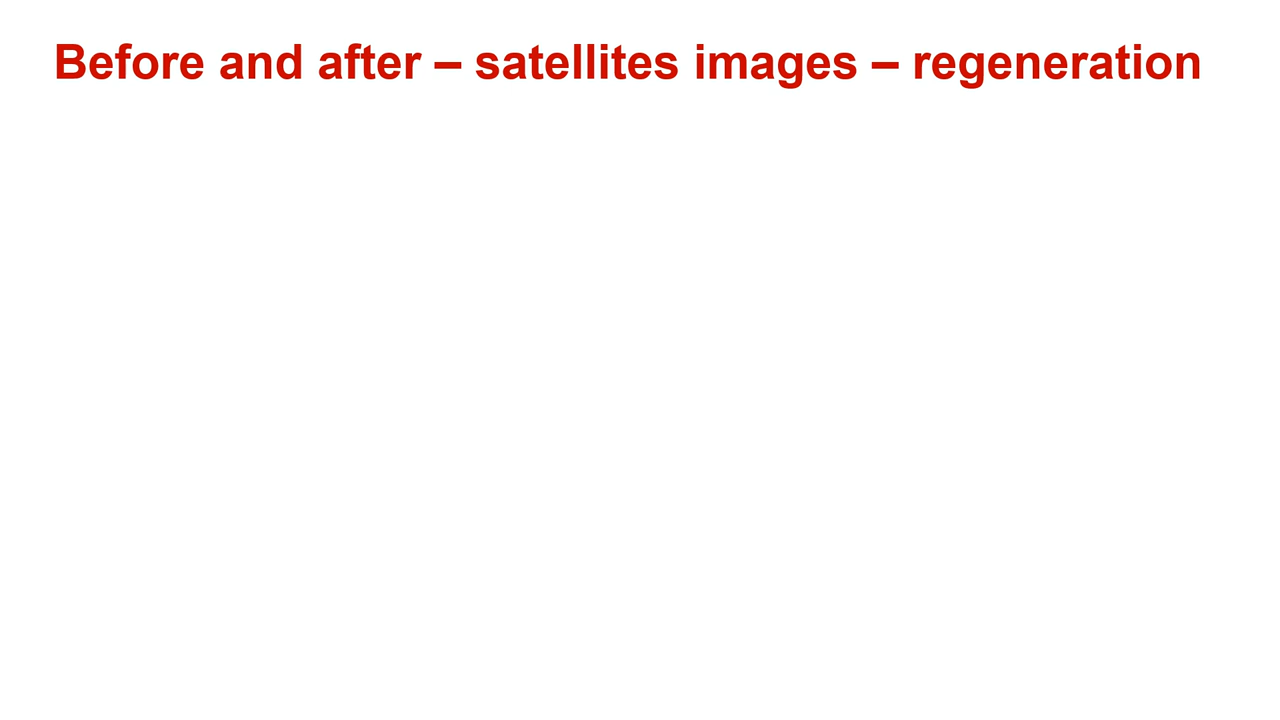 Before and after – satellites images – regeneration